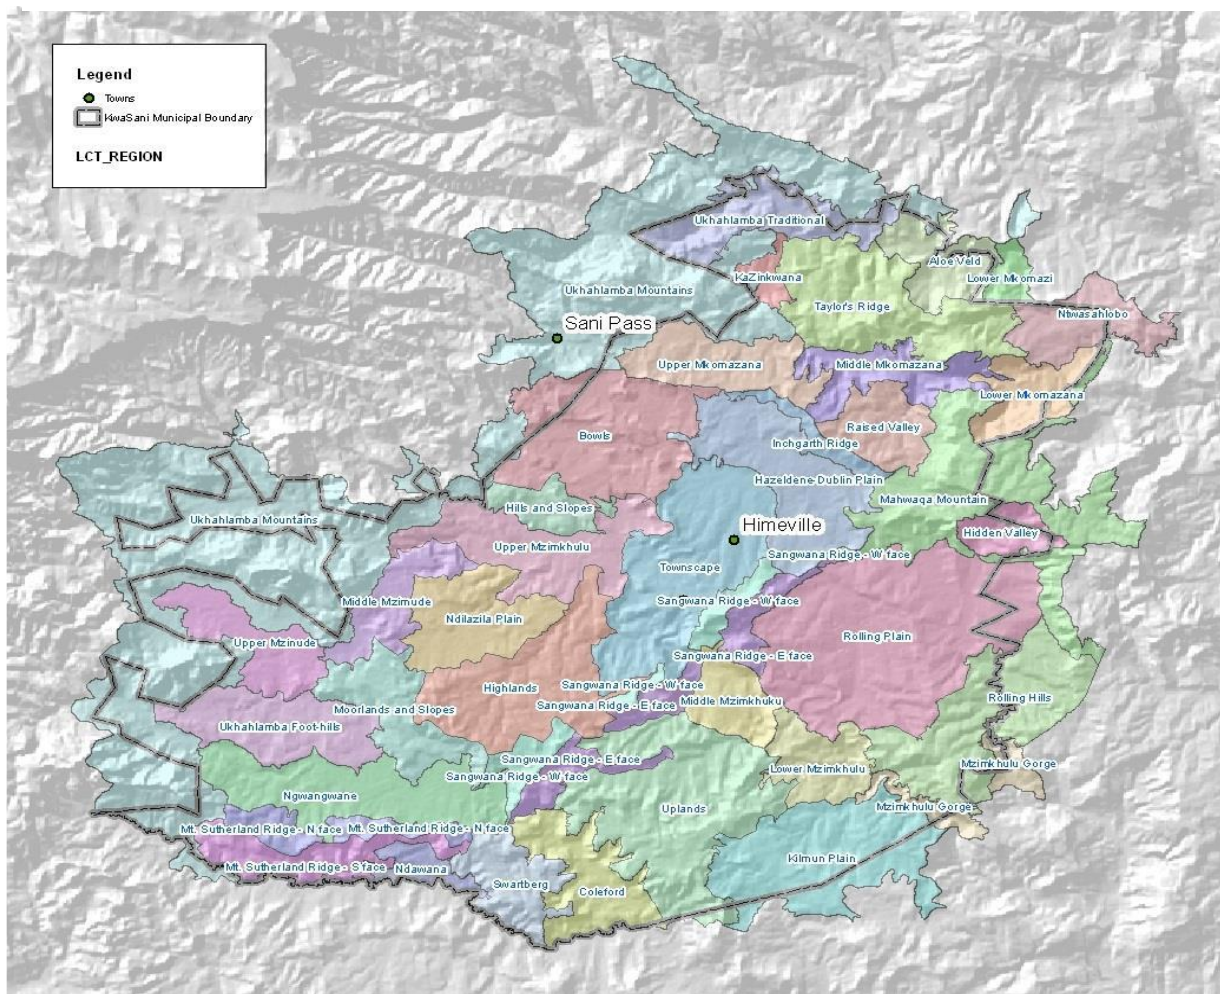 Legend
Towns
KwaSani Municipal Boundary
LCT_REGION
Ukhahlamba Traditional
Aloe Veld
KaZinkwana
Lower Mkomazi
Ukhahlamba Mountains
Taylor's Ridge
Ntwasahlobo
Sani Pass
Upper Mkomazana
Middle Mkomazana
Lower Mkomazana
Raised Valley
Bowls
Inchgarth Ridge
Hazeldene-Dublin Plain
Mahwaqa Mountain
Hills and Slopes
Ukhahlamba Mountains
Himeville
Hidden Valley
Upper Mzimkhulu
Sangwana Ridge - W face
Townscape
Middle Mzimude
Sangwana Ridge - W face
Ndilazila Plain
Rolling Plain
Upper Mzinude
Sangwana Ridge - E face
Highlands
Sangwana Ridge - W face
Rolling Hills
Middle Mzimkhuku
Moorlands and Slopes
Sangwana Ridge - E face
Ukhahlamba Foot-hills
Sangwana Ridge - E face
Mzimkhulu Gorge
Lower Mzimkhulu
Sangwana Ridge - W face
Ngwangwane
Uplands
Mzimkhulu Gorge
Mt. Sutherland Ridge - N face
Mt. Sutherland Ridge - N face
Kilmun Plain
Mt. Sutherland Ridge - S face
Ndawana
Swartberg
Coleford